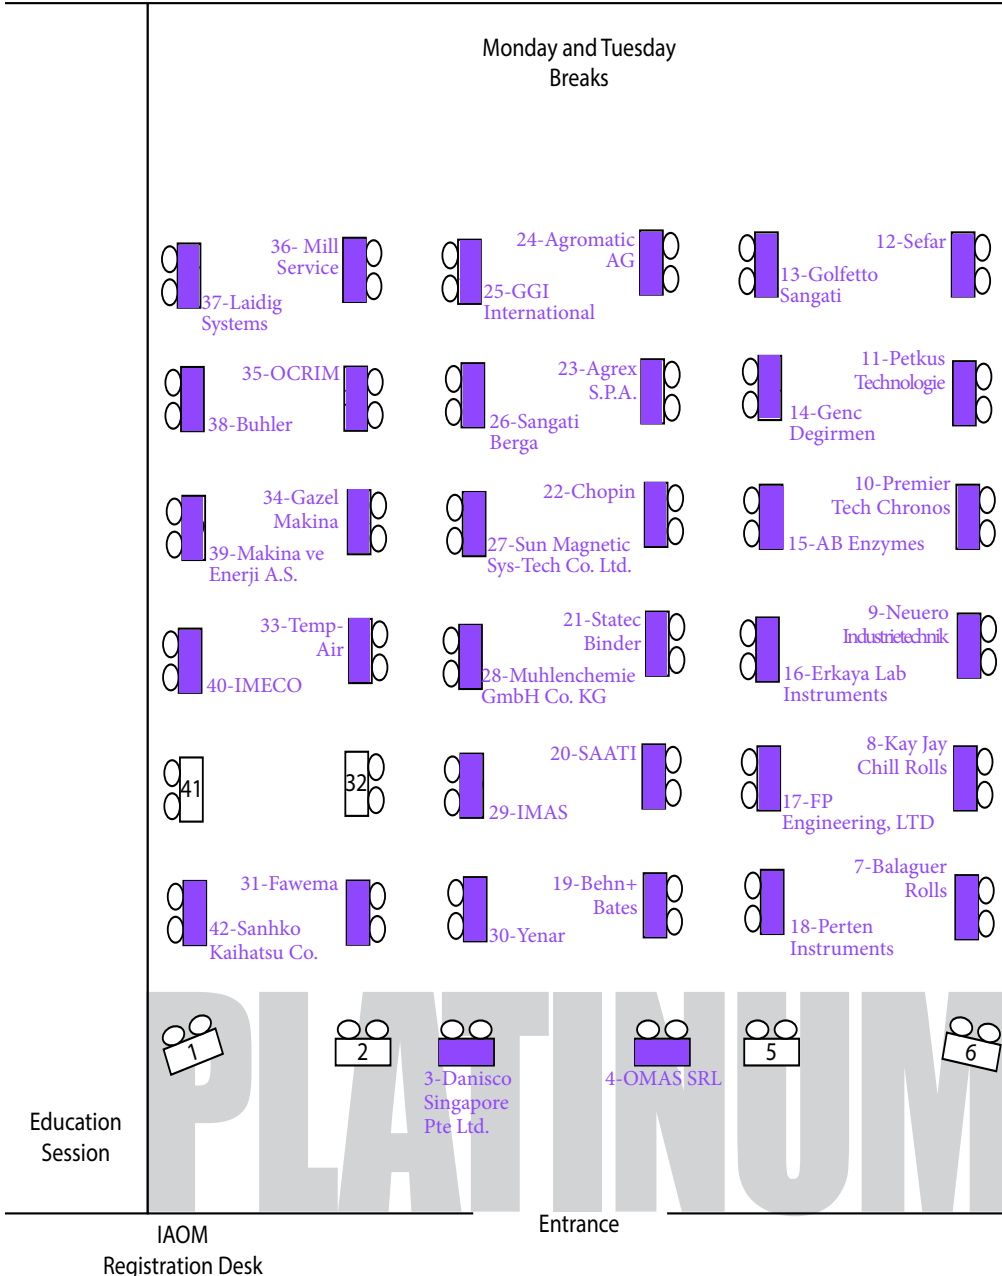 Monday and Tuesday
Breaks
36- Mill
Service
24-Agromatic
AG
12-Sefar
37-Laidig
Systems
25-GGI
International
13-Golfetto
Sangati
35-OCRIM
23-Agrex
S.P.A.
11-Petkus
Technologie
38-Buhler
26-Sangati
Berga
14-Genc
Degirmen
34-Gazel
Makina
22-Chopin
10-Premier
Tech Chronos
39-Makina ve
Enerji A.S.
27-Sun Magnetic
Sys-Tech Co. Ltd.
15-AB Enzymes
33-Temp-
Air
21-Statec
Binder
9-Neuero
Industrietechnik
40-IMECO
28-Muhlenchemie
GmbH Co. KG
16-Erkaya Lab
Instruments
41
32
20-SAATI
8-Kay Jay
Chill Rolls
29-IMAS
17-FP
Engineering, LTD
31-Fawema
19-Behn+
Bates
7-Balaguer
Rolls
42-Sanhko
Kaihatsu Co.
30-Yenar
18-Perten
Instruments
PLATINUM
1
2
5
6
3-Danisco
Singapore
Pte Ltd.
4-OMAS SRL
Education
Session
Entrance
IAOM
Registration Desk